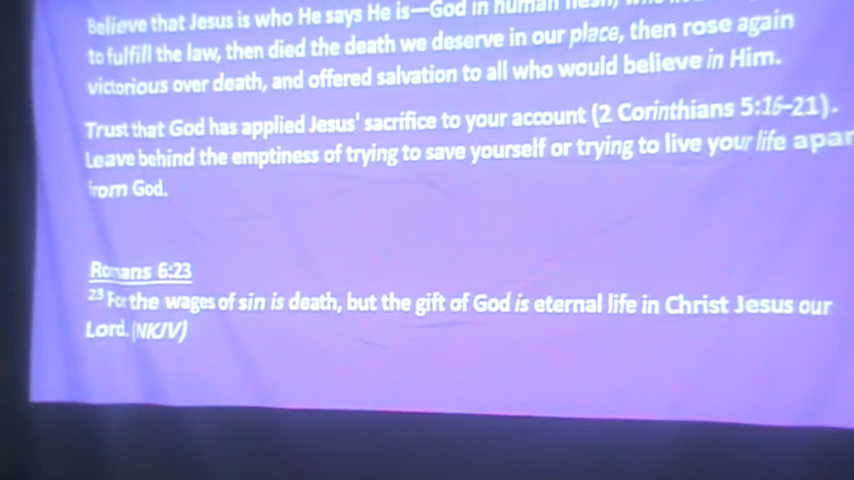 Believe that Jesus is who He says He is—God in human flesh,
to fulfill the law, then died the death we deserve in our place, then rose again
victorious over death, and offered salvation to all who would believe in Him.
Trust that God has applied Jesus' sacrifice to your account (2 Corinthians 5:16–21).
Leave behind the emptiness of trying to save yourself or trying to live your life apar
from God.
Romans 6:23
23 For the wages of sin is death, but the gift of God is eternal life in Christ Jesus our
Lord. (NKJV)